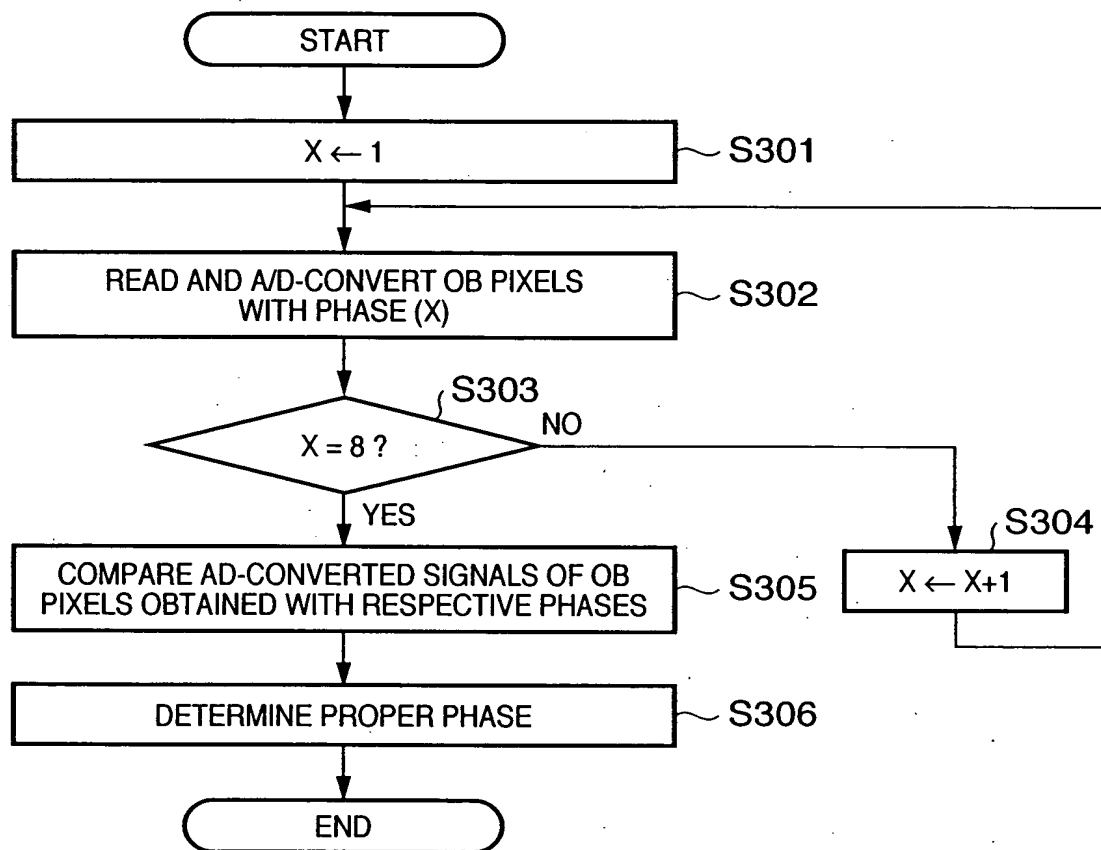 START
X ← 1
S301
READ AND A/D-CONVERT OB PIXELS
WITH PHASE (X)
S302
S303
X = 8 ?
NO
YES
S304
X ← X+1
COMPARE AD-CONVERTED SIGNALS OF OB
PIXELS OBTAINED WITH RESPECTIVE PHASES
S305
DETERMINE PROPER PHASE
S306
END